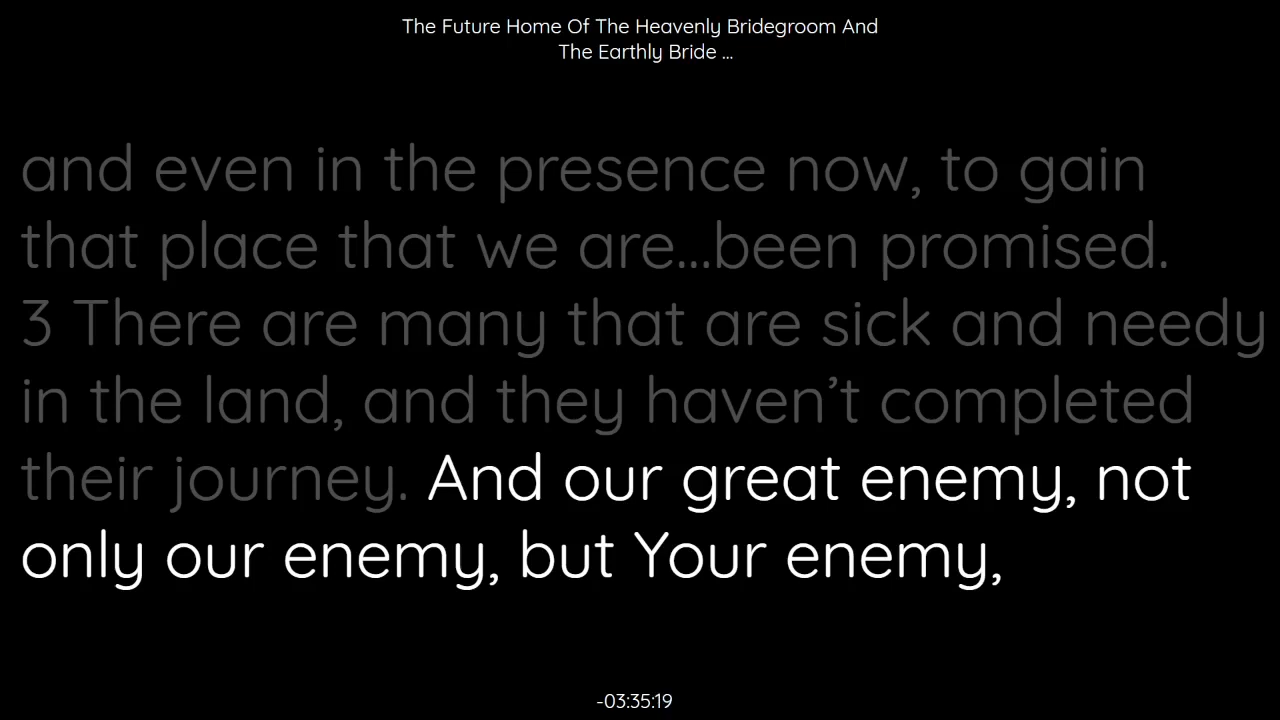 The Future Home Of The Heavenly Bridegroom And
The Earthly Bride ...
and even in the presence now, to gain
that place that we are...been promised.
3 There are many that are sick and needy
in the land, and they haven’t completed
their journey. And our great enemy, not
only our enemy, but Your enemy,
-03:35:19